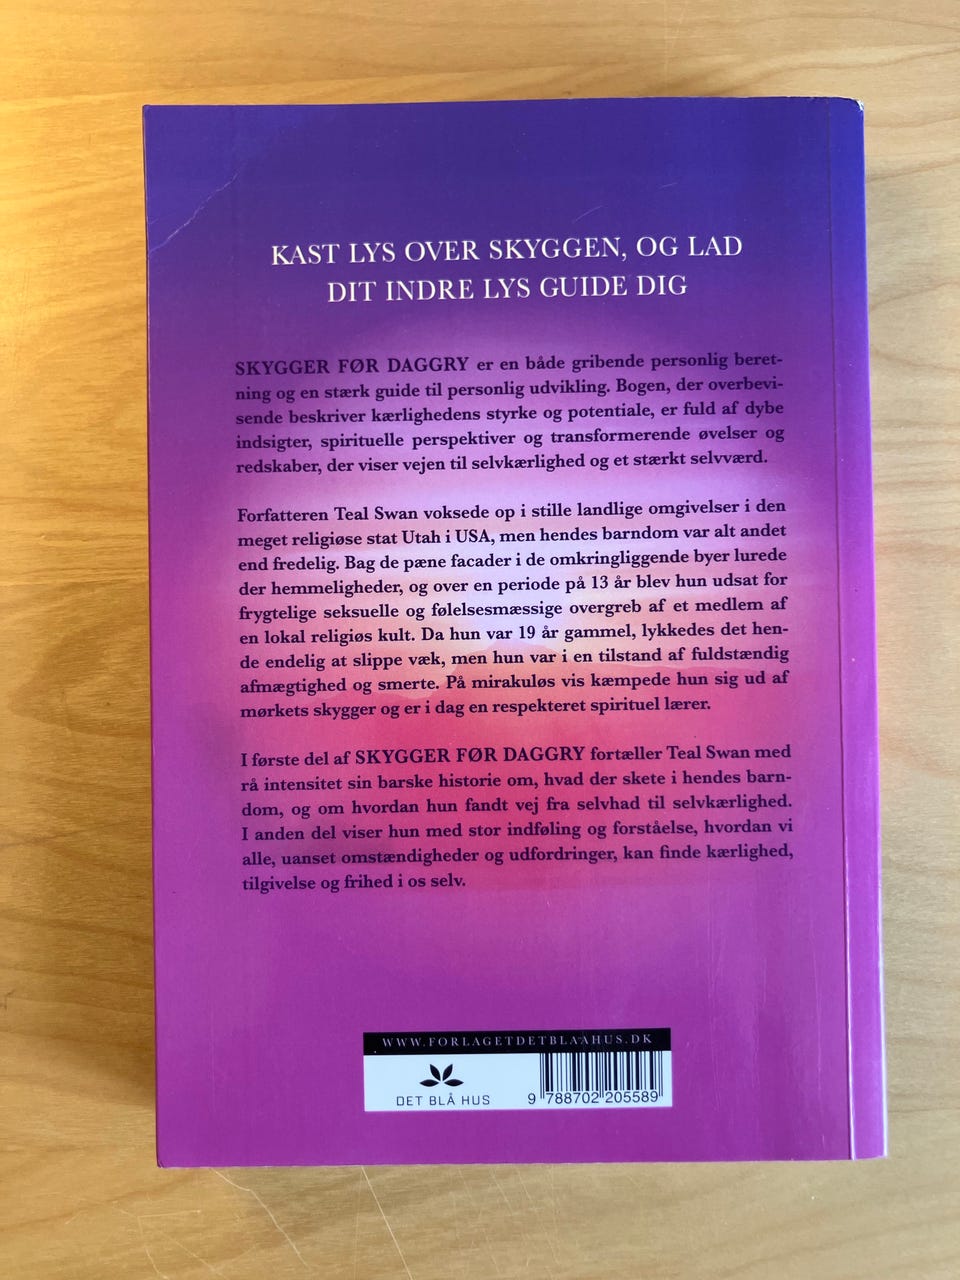 KAST LYS OVER SKYGGEN, OG LAD
DIT INDRE LYS GUIDE DIG
SKYGGER FØR DAGGRY er en både gribende personlig beret-
ning og en stærk guide til personlig udvikling. Bogen, der overbevi-
sende beskriver kærlighedens styrke og potentiale, er fuld af dybe
indsigter, spirituelle perspektiver og transformerende øvelser og
redskaber, der viser vejen til selvkærlighed og et stærkt selvværd.
Forfatteren Teal Swan voksede op i stille landlige omgivelser i den
meget religiøse stat Utah i USA, men hendes barndom var alt andet
end fredelig. Bag de pæne facader i de omkringliggende byer lurede
der hemmeligheder, og over en periode på 13 år blev hun udsat for
frygtelige seksuelle og følelsesmæssige overgreb af et medlem af
en lokal religiøs kult. Da hun var 19 år gammel, lykkedes det hen-
de endelig at slippe væk, men hun var i en tilstand af fuldstændig
afmægtighed og smerte. På mirakuløs vis kæmpede hun sig ud af
mørkets skygger og er i dag en respekteret spirituel lærer.
I første del af SKYGGER FØR DAGGRY fortæller Teal Swan med
rå intensitet sin barske historie om, hvad der skete i hendes barn-
dom, og om hvordan hun fandt vej fra selvhad til selvkærlighed.
I anden del viser hun med stor indføling og forståelse, hvordan vi
alle, uanset omstændigheder og udfordringer, kan finde kærlighed,
tilgivelse og frihed i os selv.
WWW.FORLAGETDETBLAAHUS.DK
DET BLÅ HUS
9 788702 205589